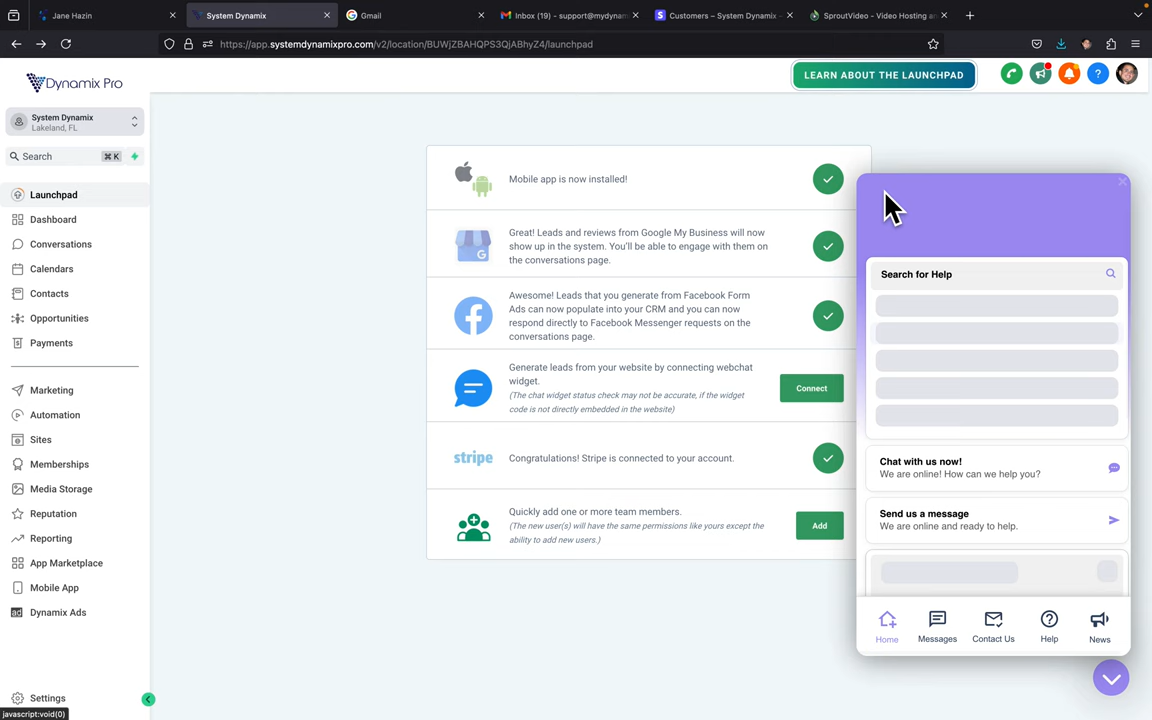 Jane Hazin
System Dynamix
Gmail
Inbox (19) - support@mydynam
Customers – System Dynamix –
SproutVideo - Video Hosting an
https://app.systemdynamixpro.com/v2/location/BUWjZBAHQPS3QjABhyZ4/launchpad
Dynamix Pro
LEARN ABOUT THE LAUNCHPAD
System Dynamix
Lakeland, FL
Search
⌘ K
Launchpad
Dashboard
Conversations
Calendars
Contacts
Opportunities
Payments
Marketing
Automation
Sites
Memberships
Media Storage
Reputation
Reporting
App Marketplace
Mobile App
Dynamix Ads
Settings
javascript:void(0)
Mobile app is now installed!
Great! Leads and reviews from Google My Business will now
show up in the system. You'll be able to engage with them on
the conversations page.
Awesome! Leads that you generate from Facebook Form
Ads can now populate into your CRM and you can now
respond directly to Facebook Messenger requests on the
conversations page.
Generate leads from your website by connecting webchat
widget.
(The chat widget status check may not be accurate, if the widget
code is not directly embedded in the website)
Connect
stripe
Congratulations! Stripe is connected to your account.
Quickly add one or more team members.
(The new user(s) will have the same permissions like yours except the
ability to add new users.)
Add
Search for Help
Chat with us now!
We are online! How can we help you?
Send us a message
We are online and ready to help.
Home
Messages
Contact Us
Help
News